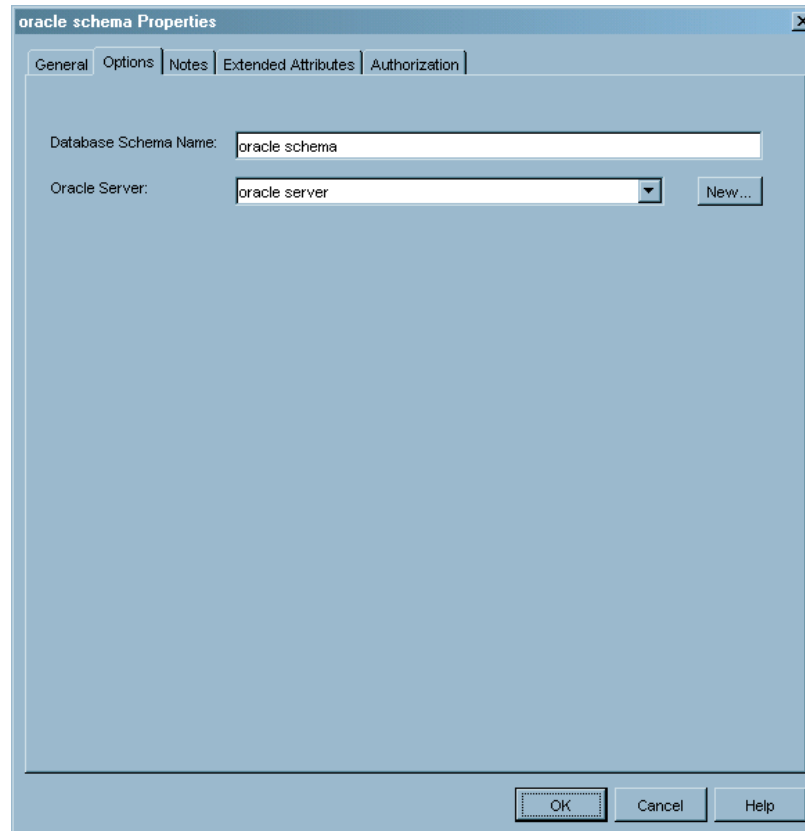 oracle schema Properties
General Options Notes Extended Attributes Authorization
Database Schema Name: oracle schema
Oracle Server: oracle server New...
OK Cancel Help